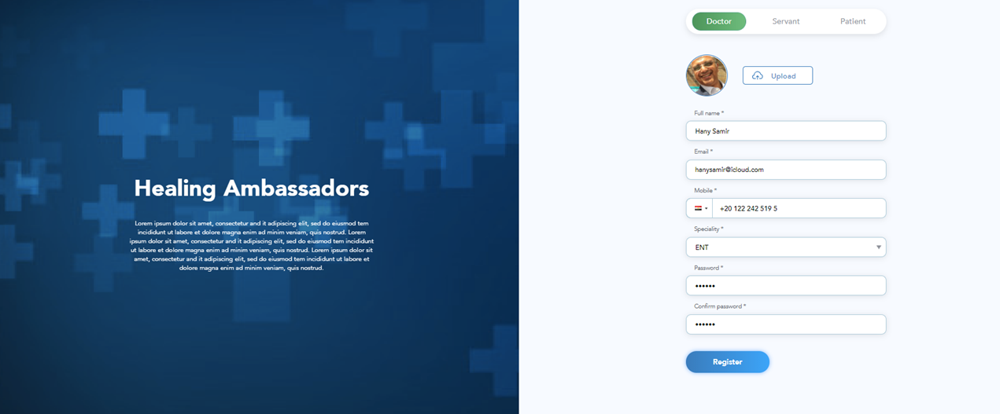 Healing Ambassadors
Lorem ipsum dolor sit amet, consectetur and it adipiscing elit, sed do eiusmod tem
incididunt ut labore et dolore magna enim ad minim veniam, quis nostrud. Lorem
ipsum dolor sit amet, consectetur and it adipiscing elit, sed do eiusmod tem incididunt
ut labore et dolore magna enim ad minim veniam, quis nostrud. Lorem ipsum dolor sit
amet, consectetur and it adipiscing elit, sed do eiusmod tem incididunt ut labore et
dolore magna enim ad minim veniam, quis nostrud.
Doctor Servant Patient
Upload
Full name *
Hany Samir
Email *
hanysamir@icloud.com
Mobile *
+20 122 242 519 5
Speciality *
ENT
Password *
••••••
Confirm password *
••••••
Register